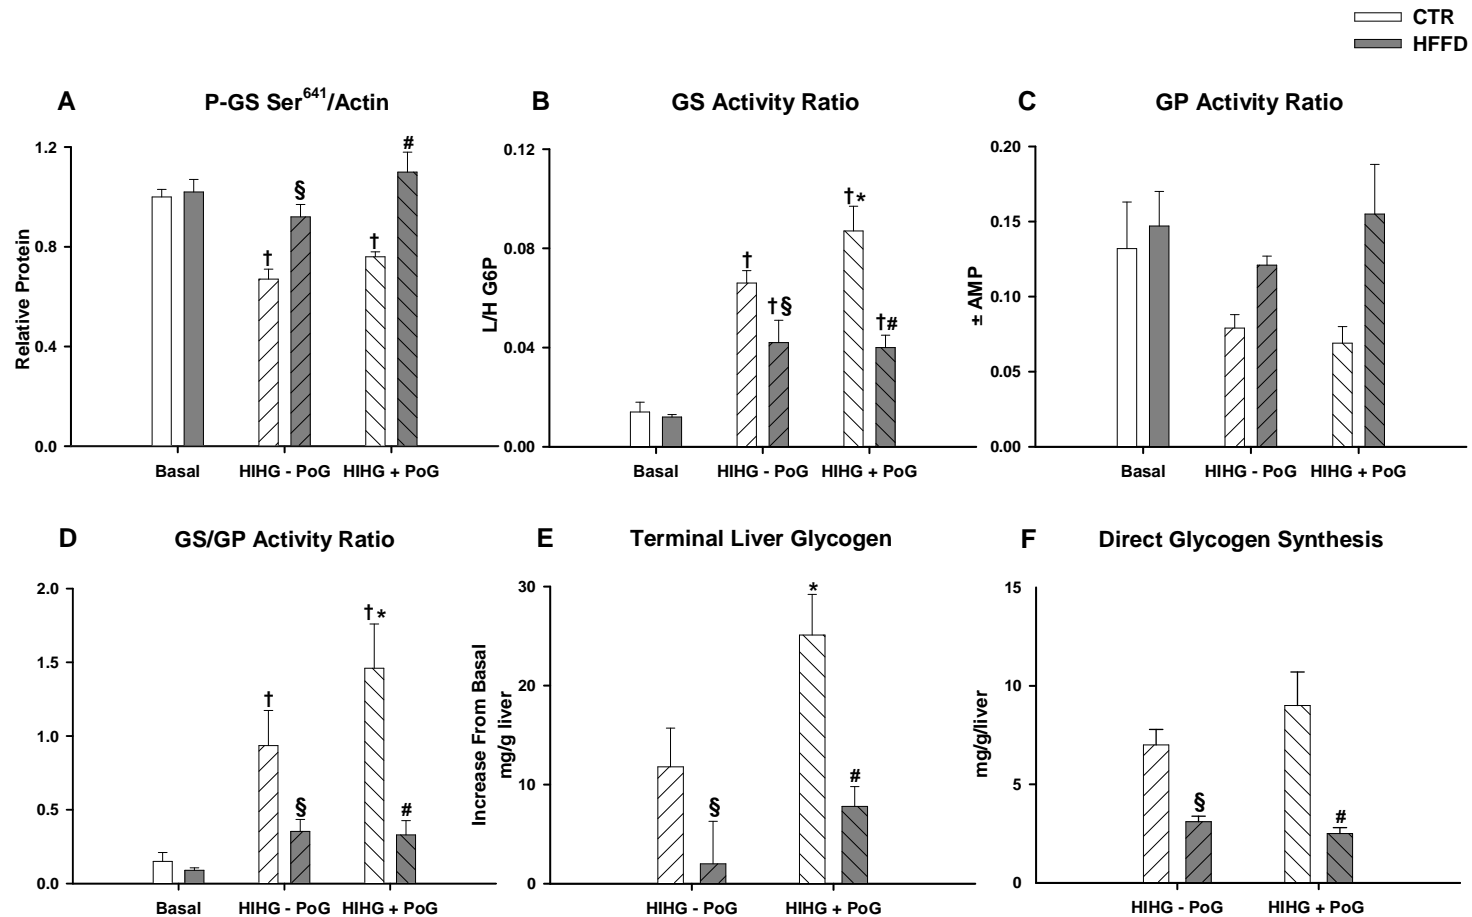 CTR
HFFD
A P-GS Ser641/Actin
B GS Activity Ratio
C GP Activity Ratio
Relative Protein
1.2
0.8
0.4
0.0
†
§
†
#
Basal HIHG - PoG HIHG + PoG
L/H G6P
0.12
0.08
0.04
0.00
†
†§
†*
†#
Basal HIHG - PoG HIHG + PoG
± AMP
0.20
0.15
0.10
0.05
0.00
Basal HIHG - PoG HIHG + PoG
D GS/GP Activity Ratio
E Terminal Liver Glycogen
F Direct Glycogen Synthesis
2.0
1.5
1.0
0.5
0.0
†
§
†*
#
Basal HIHG - PoG HIHG + PoG
Increase From Basal
mg/g liver
30
20
10
0
§
*
#
HIHG - PoG HIHG + PoG
mg/g/liver
15
10
5
0
§
#
HIHG - PoG HIHG + PoG